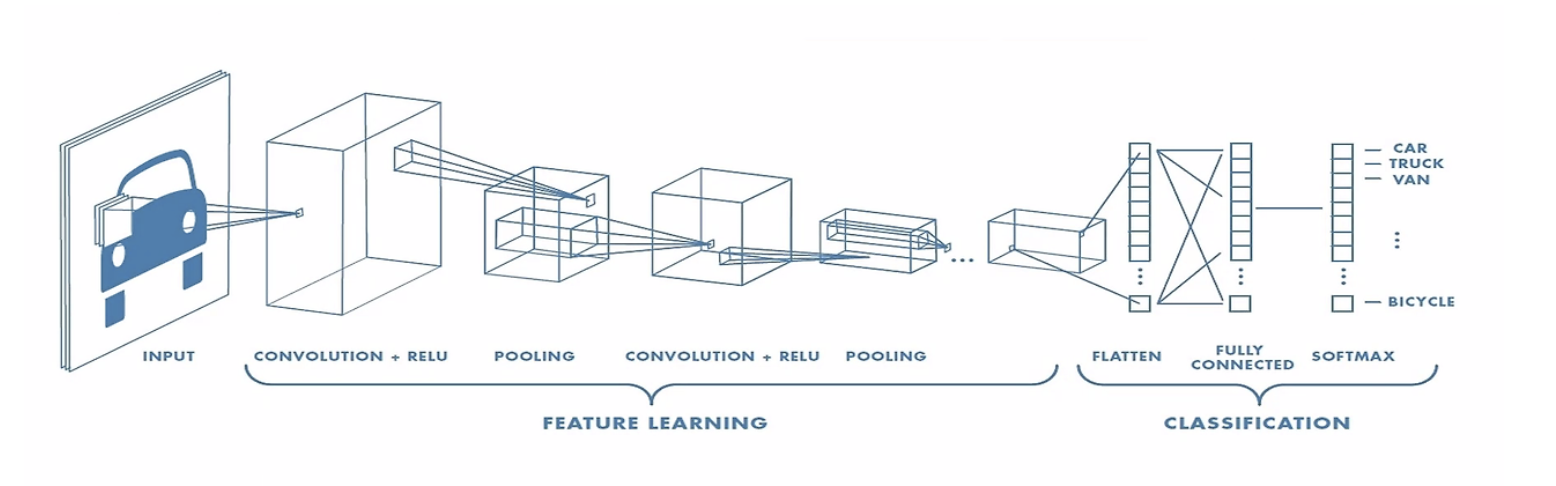 CAR
TRUCK
VAN
BICYCLE
INPUT
CONVOLUTION + RELU
POOLING
CONVOLUTION + RELU
POOLING
FLATTEN
FULLY
CONNECTED
SOFTMAX
FEATURE LEARNING
CLASSIFICATION